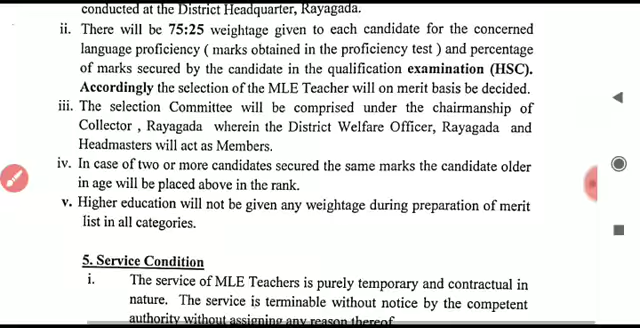 conducted at the District Headquarter, Rayagada.
ii. There will be 75:25 weightage given to each candidate for the concerned
language proficiency ( marks obtained in the proficiency test ) and percentage
of marks secured by the candidate in the qualification examination (HSC).
Accordingly the selection of the MLE Teacher will on merit basis be decided.
iii. The selection Committee will be comprised under the chairmanship of
Collector , Rayagada wherein the District Welfare Officer, Rayagada and
Headmasters will act as Members.
iv. In case of two or more candidates secured the same marks the candidate older
in age will be placed above in the rank.
v. Higher education will not be given any weightage during preparation of merit
list in all categories.
5. Service Condition
i. The service of MLE Teachers is purely temporary and contractual in
nature. The service is terminable without notice by the competent
authority without assigning any reason thereof